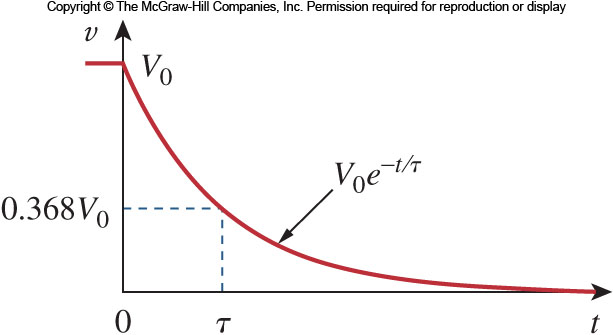 Copyright © The McGraw-Hill Companies, Inc. Permission required for reproduction or display
v
V₀
V₀e^{−t/τ}
0.368V₀
0
τ
t